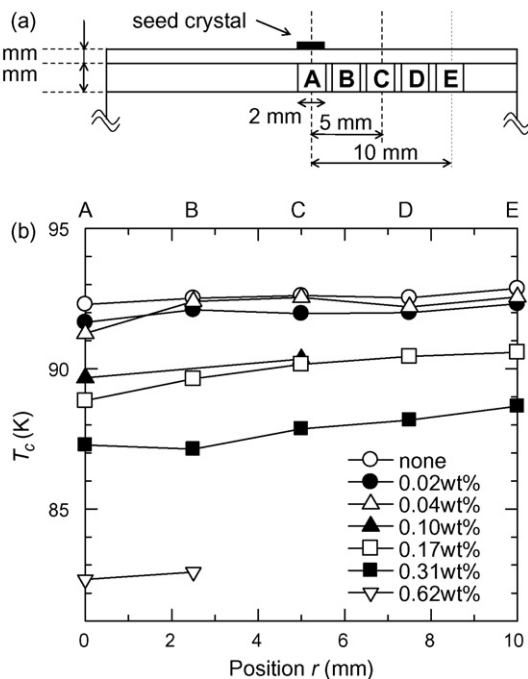 (a)
seed crystal
mm
mm
A B C D E
2 mm
5 mm
10 mm
A B C D E
(b)
95
90
85
T_c (K)
none
0.02wt%
0.04wt%
0.10wt%
0.17wt%
0.31wt%
0.62wt%
0 2 4 6 8 10
Position r (mm)